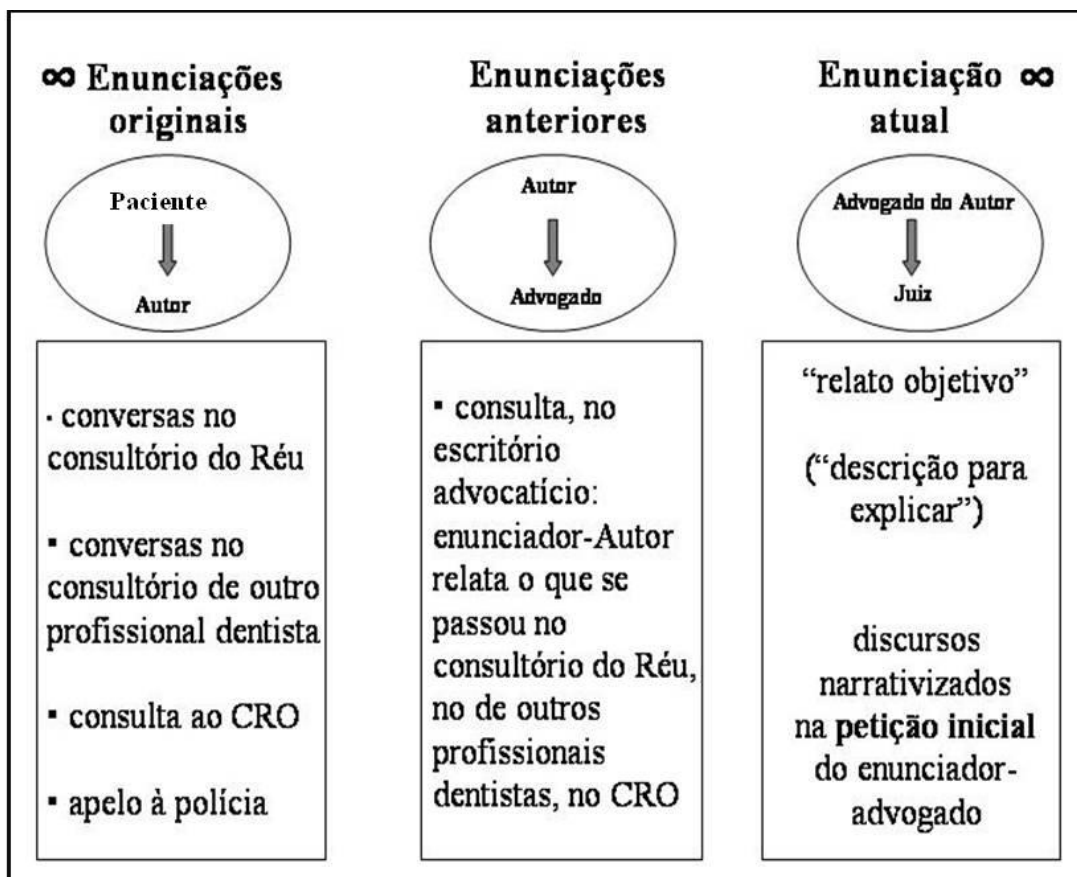 ∞ Enunciações
originais
Paciente
Autor
· conversas no
consultório do Réu
▪ conversas no
consultório de outro
profissional dentista
▪ consulta ao CRO
▪ apelo à polícia
Enunciações
anteriores
Autor
Advogado
▪ consulta, no
escritório
advocatício:
enunciador-Autor
relata o que se
passou no
consultório do Réu,
no de outros
profissionais
dentistas, no CRO
Enunciação ∞
atual
Advogado do Autor
Juiz
“relato objetivo”
(“descrição para
explicar”)
discursos
narrativizados
na petição inicial
do enunciador-
advogado